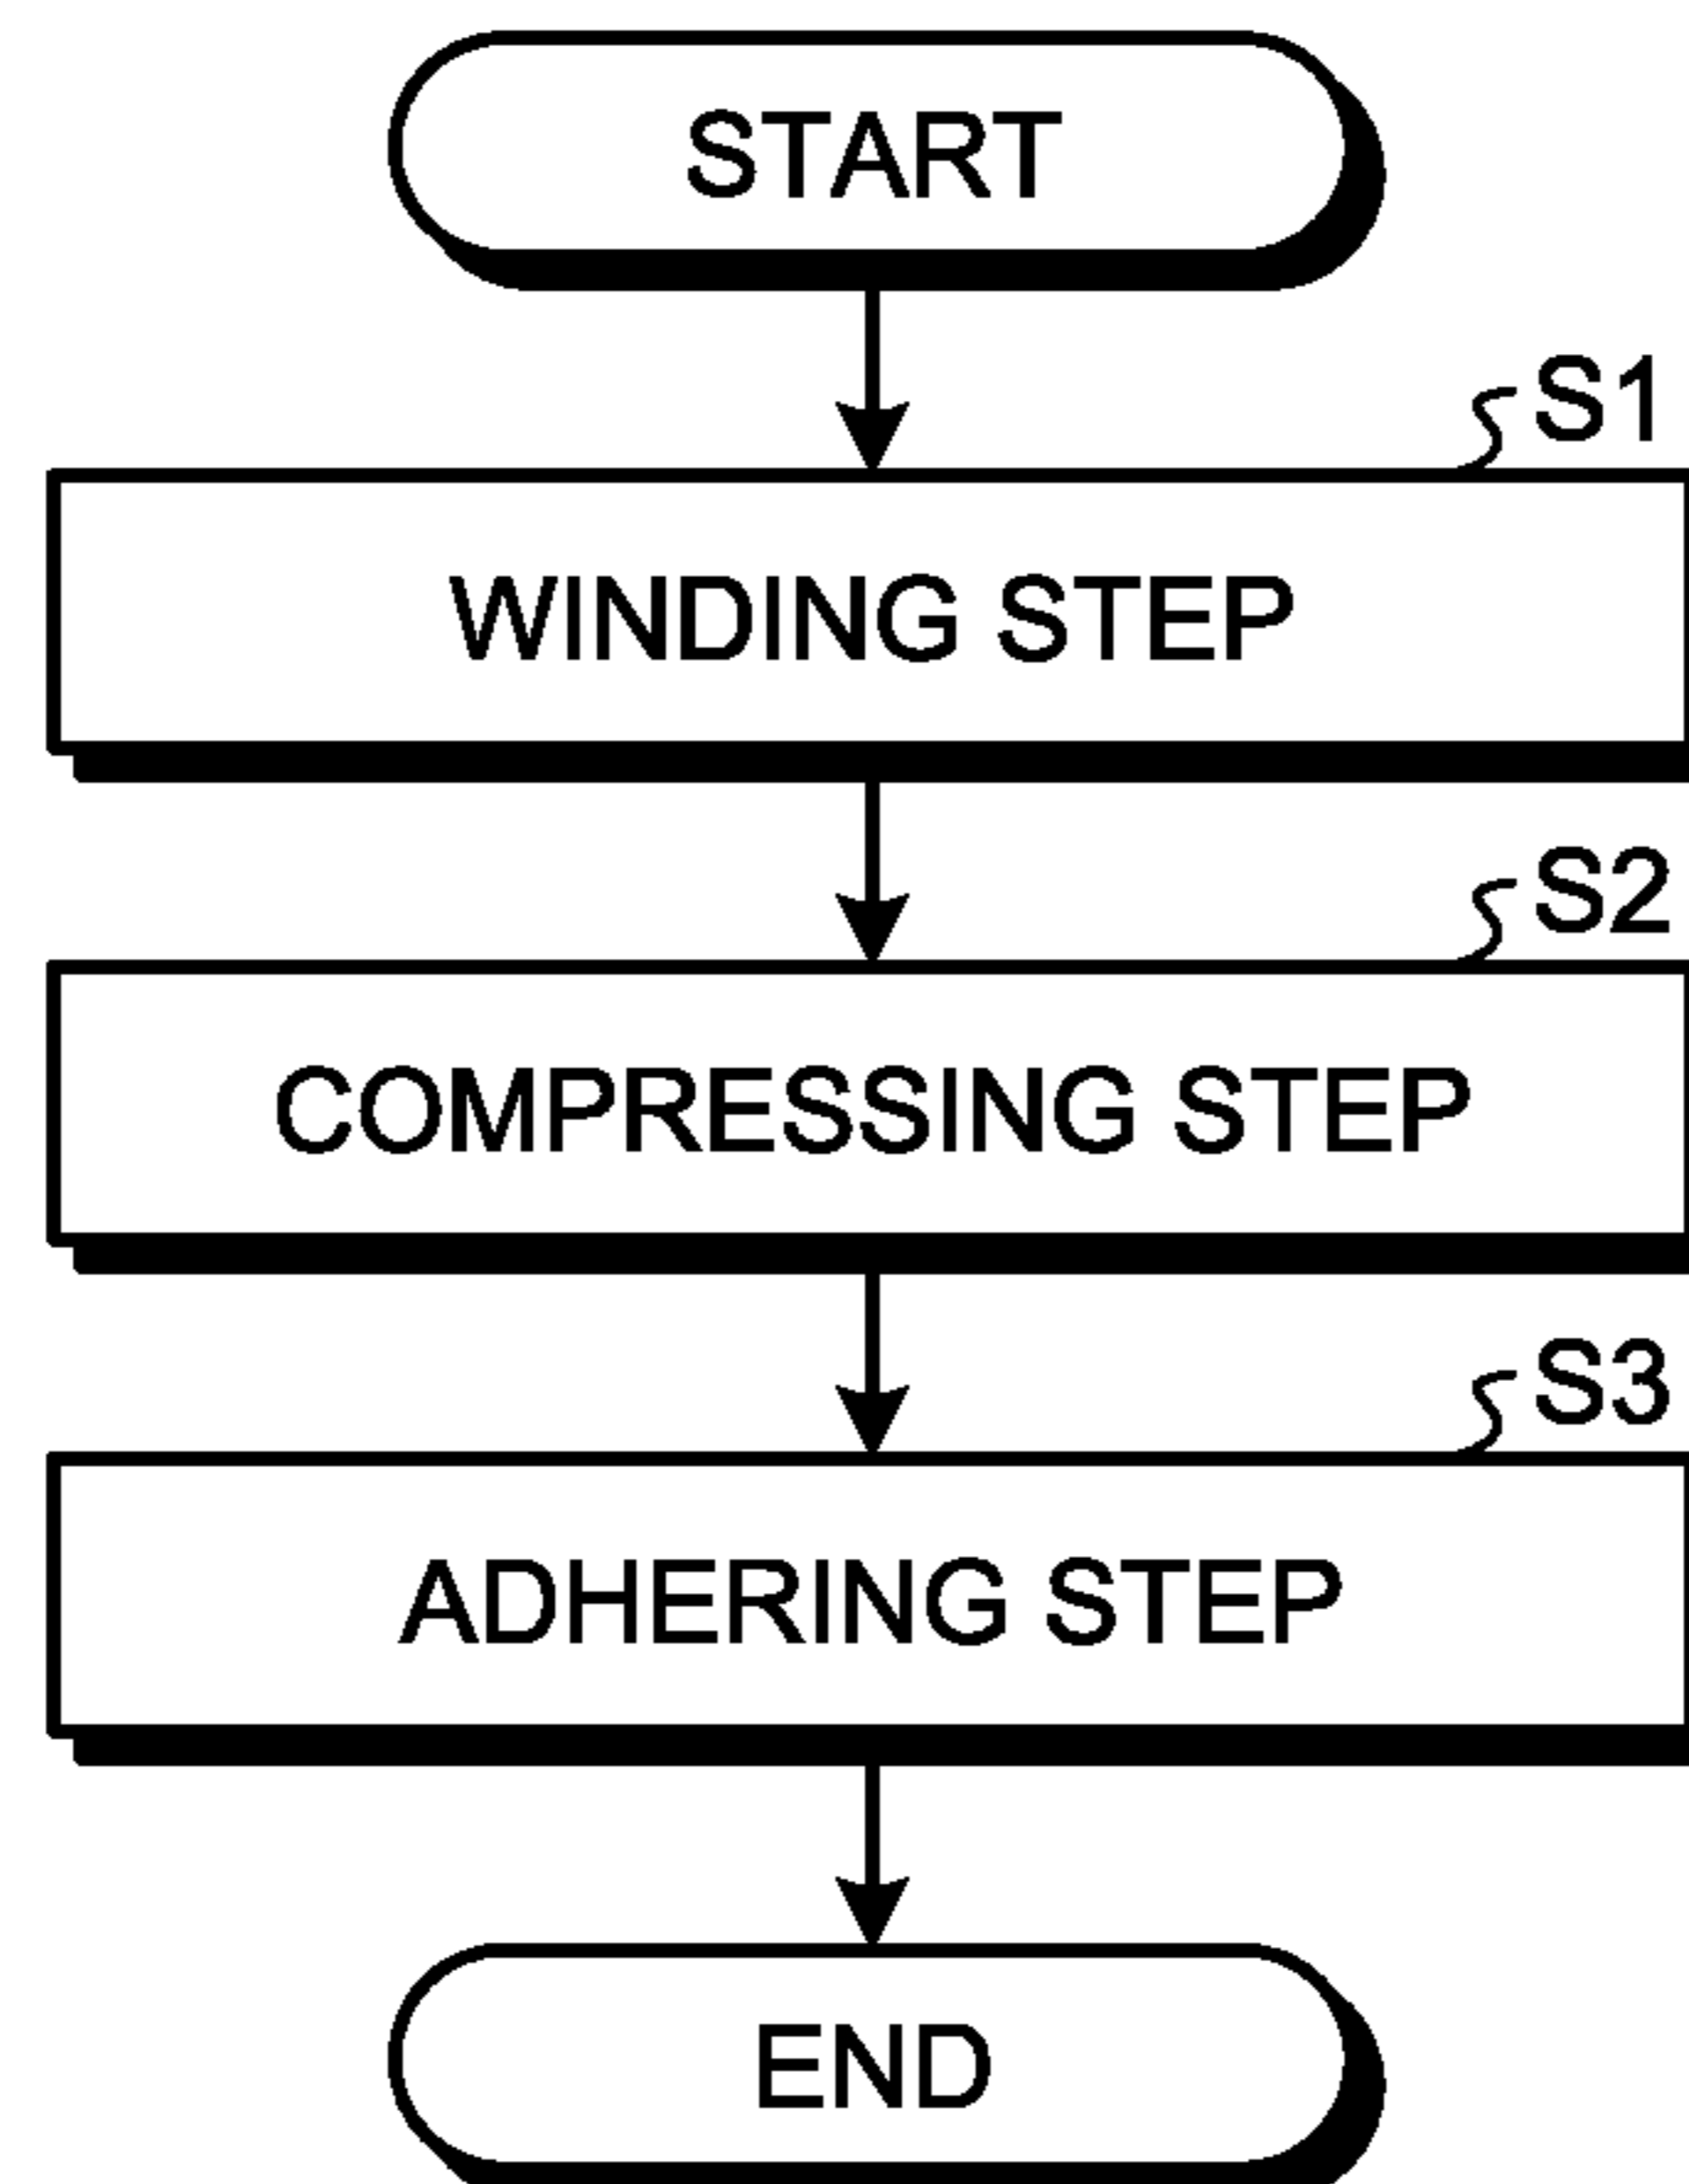 START
S1
WINDING STEP
S2
COMPRESSING STEP
S3
ADHERING STEP
END